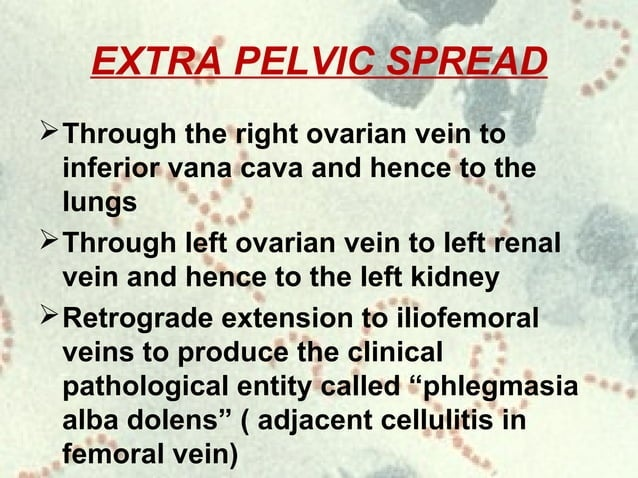 EXTRA PELVIC SPREAD
➢Through the right ovarian vein to
inferior vana cava and hence to the
lungs
➢Through left ovarian vein to left renal
vein and hence to the left kidney
➢Retrograde extension to iliofemoral
veins to produce the clinical
pathological entity called “phlegmasia
alba dolens” ( adjacent cellulitis in
femoral vein)